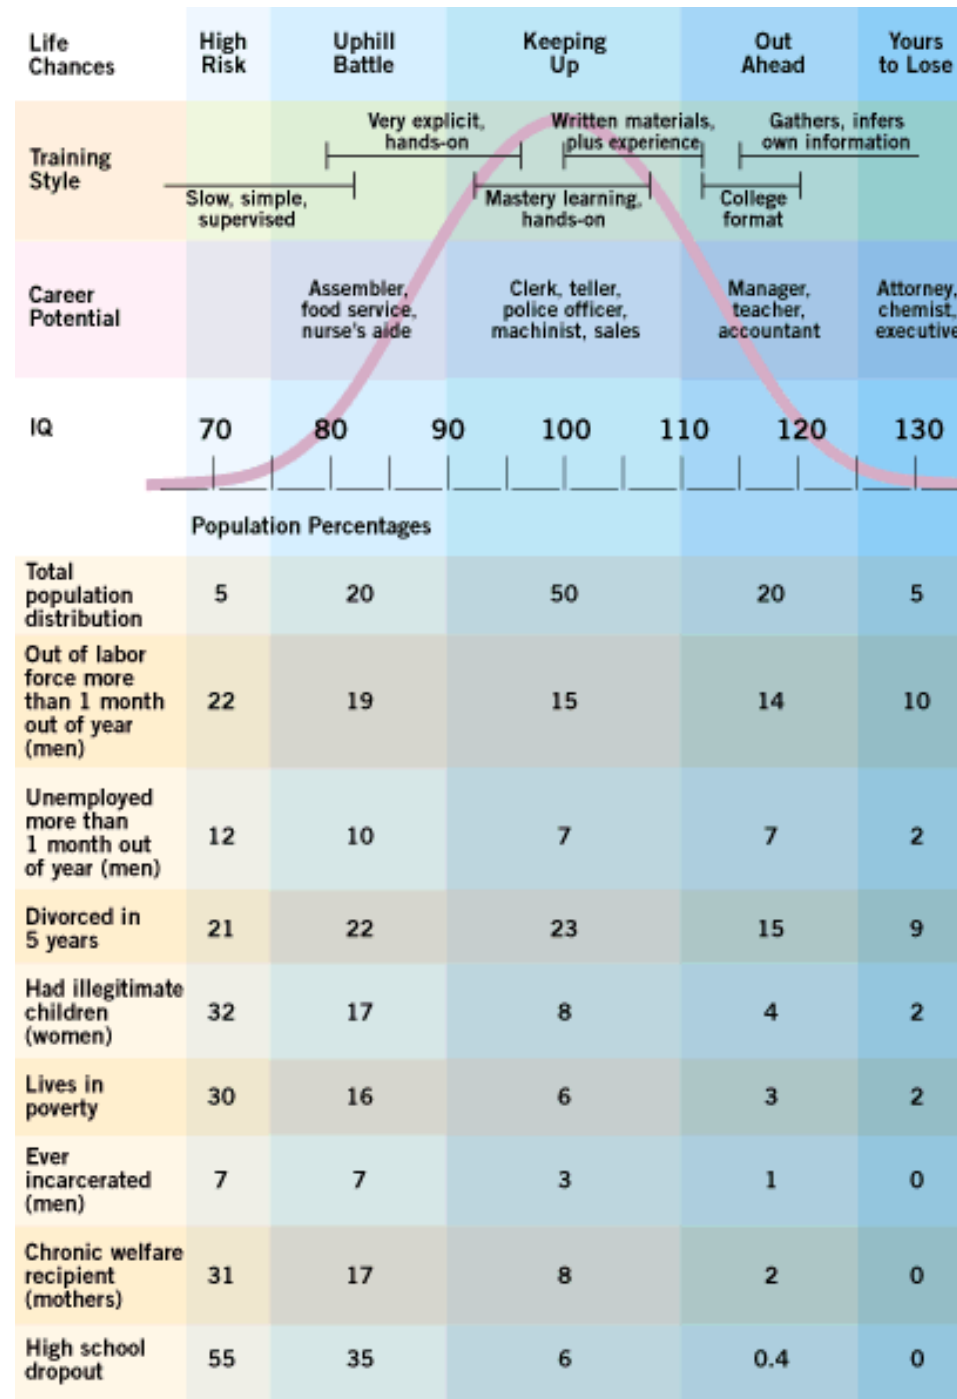 Life
Chances
High
Risk
Uphill
Battle
Keeping
Up
Out
Ahead
Yours
to Lose
Training
Style
Very explicit,
hands-on
Written materials,
plus experience
Gathers, infers
own information
Slow, simple,
supervised
Mastery learning,
hands-on
College
format
Career
Potential
Assembler,
food service,
nurse's aide
Clerk, teller,
police officer,
machinist, sales
Manager,
teacher,
accountant
Attorney,
chemist,
executive
IQ 70 80 90 100 110 120 130
Population Percentages
Total
population
distribution
5 20 50 20 5
Out of labor
force more
than 1 month
out of year
(men)
22 19 15 14 10
Unemployed
more than
1 month out
of year (men)
12 10 7 7 2
Divorced in
5 years
21 22 23 15 9
Had illegitimate
children
(women)
32 17 8 4 2
Lives in
poverty
30 16 6 3 2
Ever
incarcerated
(men)
7 7 3 1 0
Chronic welfare
recipient
(mothers)
31 17 8 2 0
High school
dropout
55 35 6 0.4 0